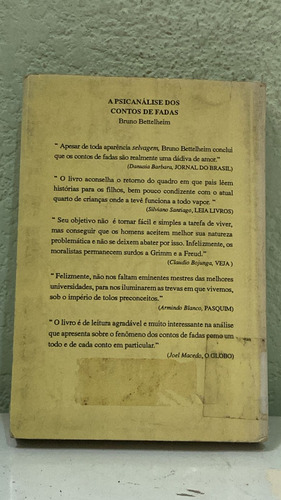 A PSICANÁLISE DOS
CONTOS DE FADAS
Bruno Bettelheim
" Apesar de toda aparência selvagem, Bruno Bettelheim conclui
que os contos de fadas são realmente uma dádiva de amor."
(Danusia Barbara, JORNAL DO BRASIL)
" O livro aconselha o retorno do quadro em que pais lêem
histórias para os filhos, bem pouco condizente com o atual
quarto de crianças onde a tevê funciona a todo vapor. "
(Silviano Santiago, LEIA LIVROS)
" Seu objetivo não é tornar fácil e simples a tarefa de viver,
mas conseguir que os homens aceitem melhor sua natureza
problemática e não se deixem abater por isso. Infelizmente, os
moralistas permanecem surdos a Grimm e a Freud."
(Claudio Bojunga, VEJA )
" Felizmente, não nos faltam eminentes mestres das melhores
universidades, para nos iluminarem as trevas em que vivemos,
sob o império de tolos preconceitos."
(Armindo Blanco, PASQUIM)
" O livro é de leitura agradável e muito interessante na análise
que apresenta sobre o fenômeno dos contos de fadas como um
todo e de cada conto em particular."
(Joel Macedo, O GLOBO)